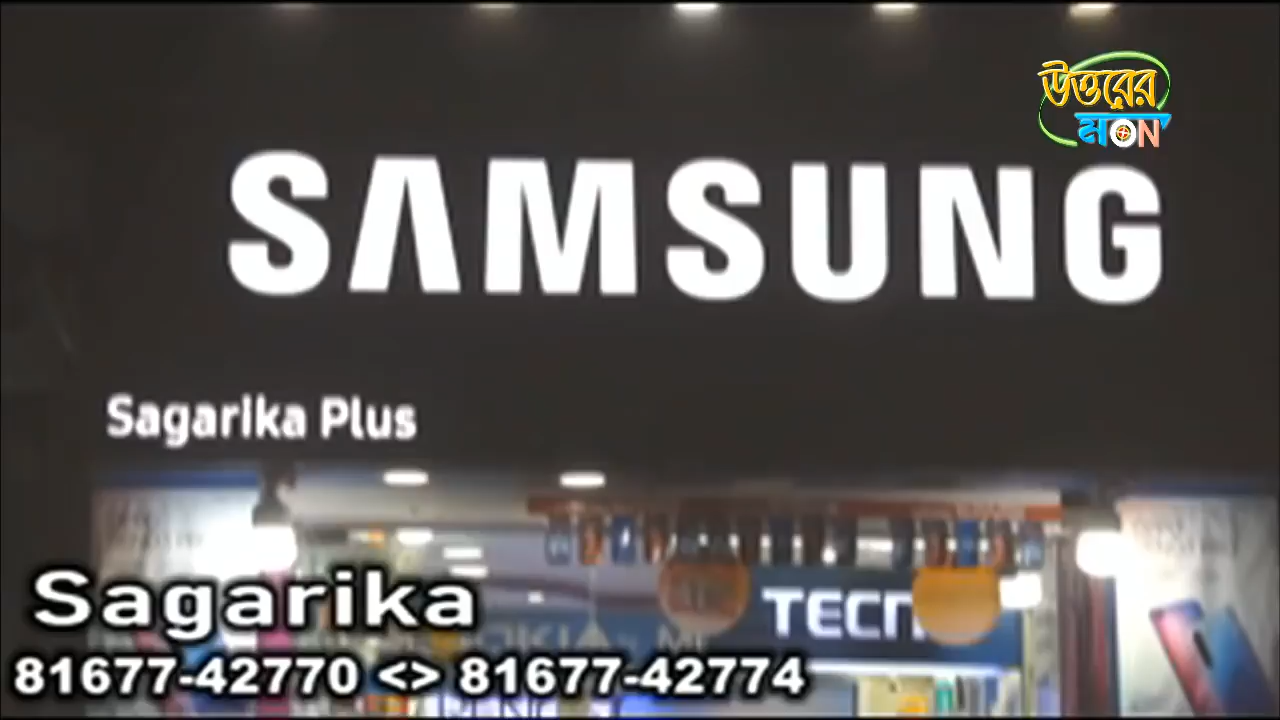 উত্তরের
মON
SAMSUNG
Sagarika Plus
TECN
Sagarika
81677-42770 <> 81677-42774